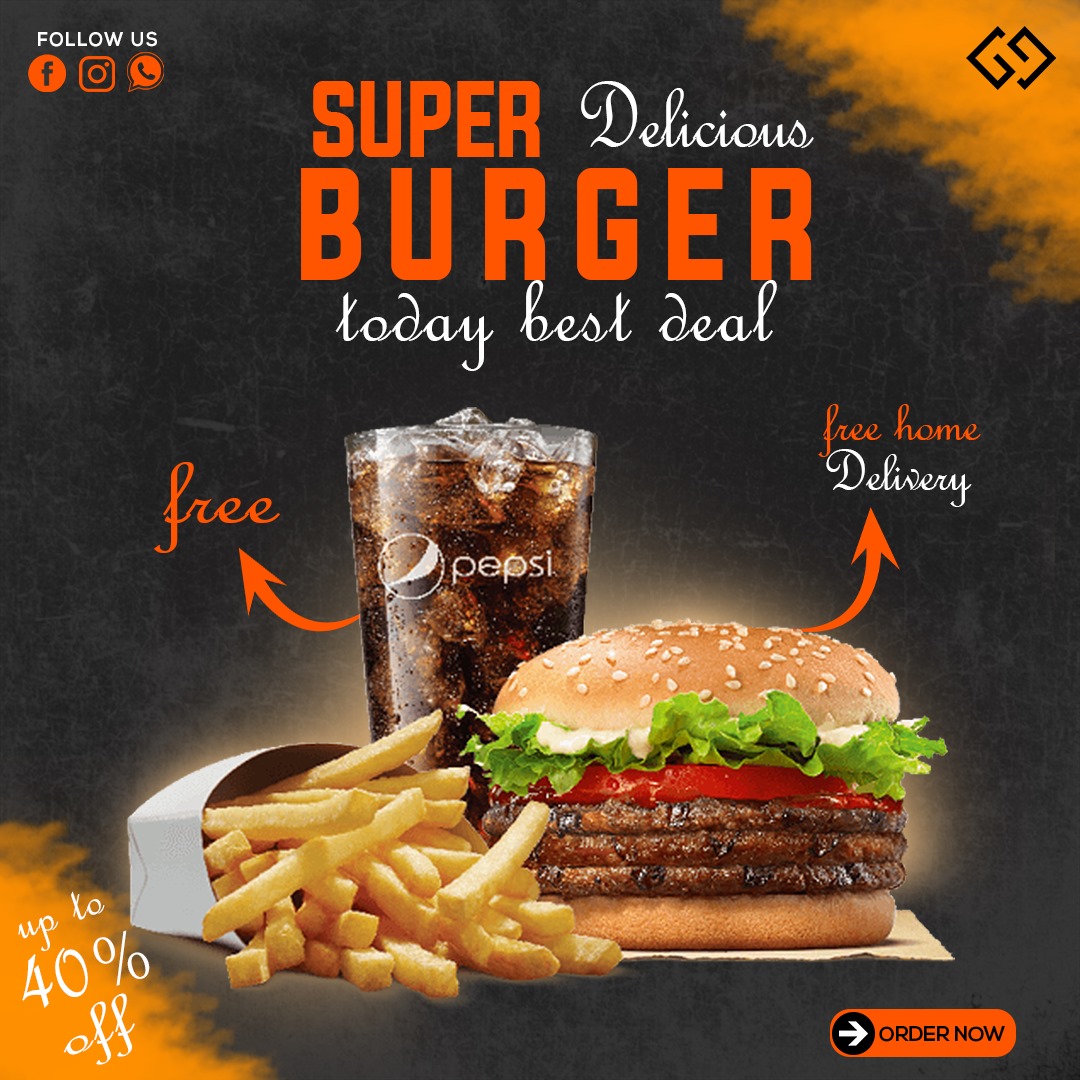 FOLLOW US
SUPER Delicious
BURGER
today best deal
free home
Delivery
free
pepsi
up to
40%
off
ORDER NOW